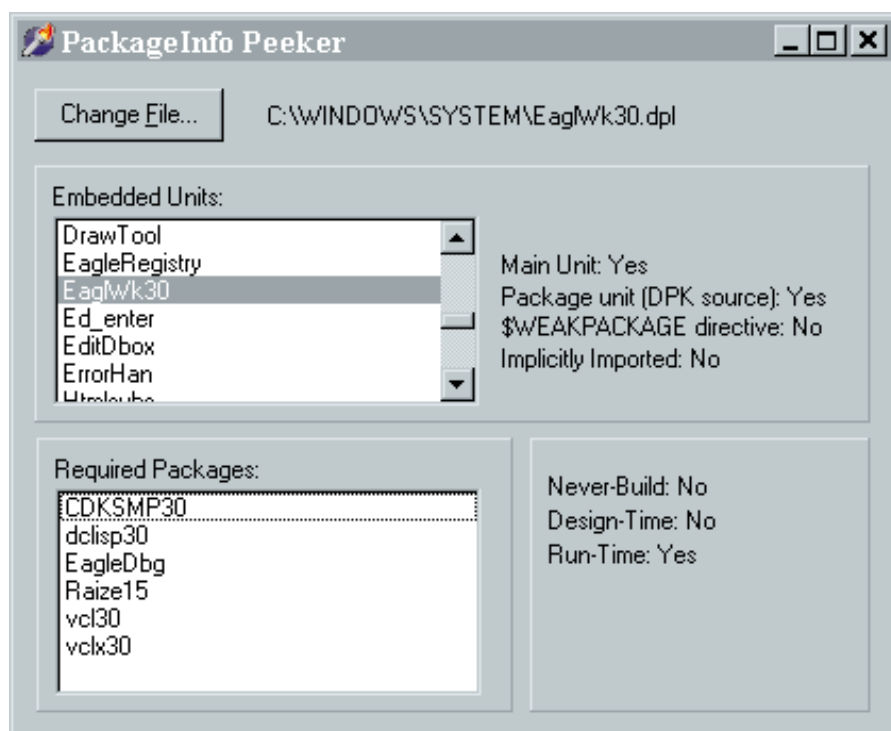 PackageInfo Peeker
Change File...
C:\WINDOWS\SYSTEM\EaglWk30.dpl
Embedded Units:
DrawTool
EagleRegistry
EaglWk30
Ed_enter
EditDbox
ErrorHan
Main Unit: Yes
Package unit (DPK source): Yes
$WEAKPACKAGE directive: No
Implicitly Imported: No
Required Packages:
CDKSMP30
dclisp30
EagleDbg
Raize15
vcl30
vclx30
Never-Build: No
Design-Time: No
Run-Time: Yes